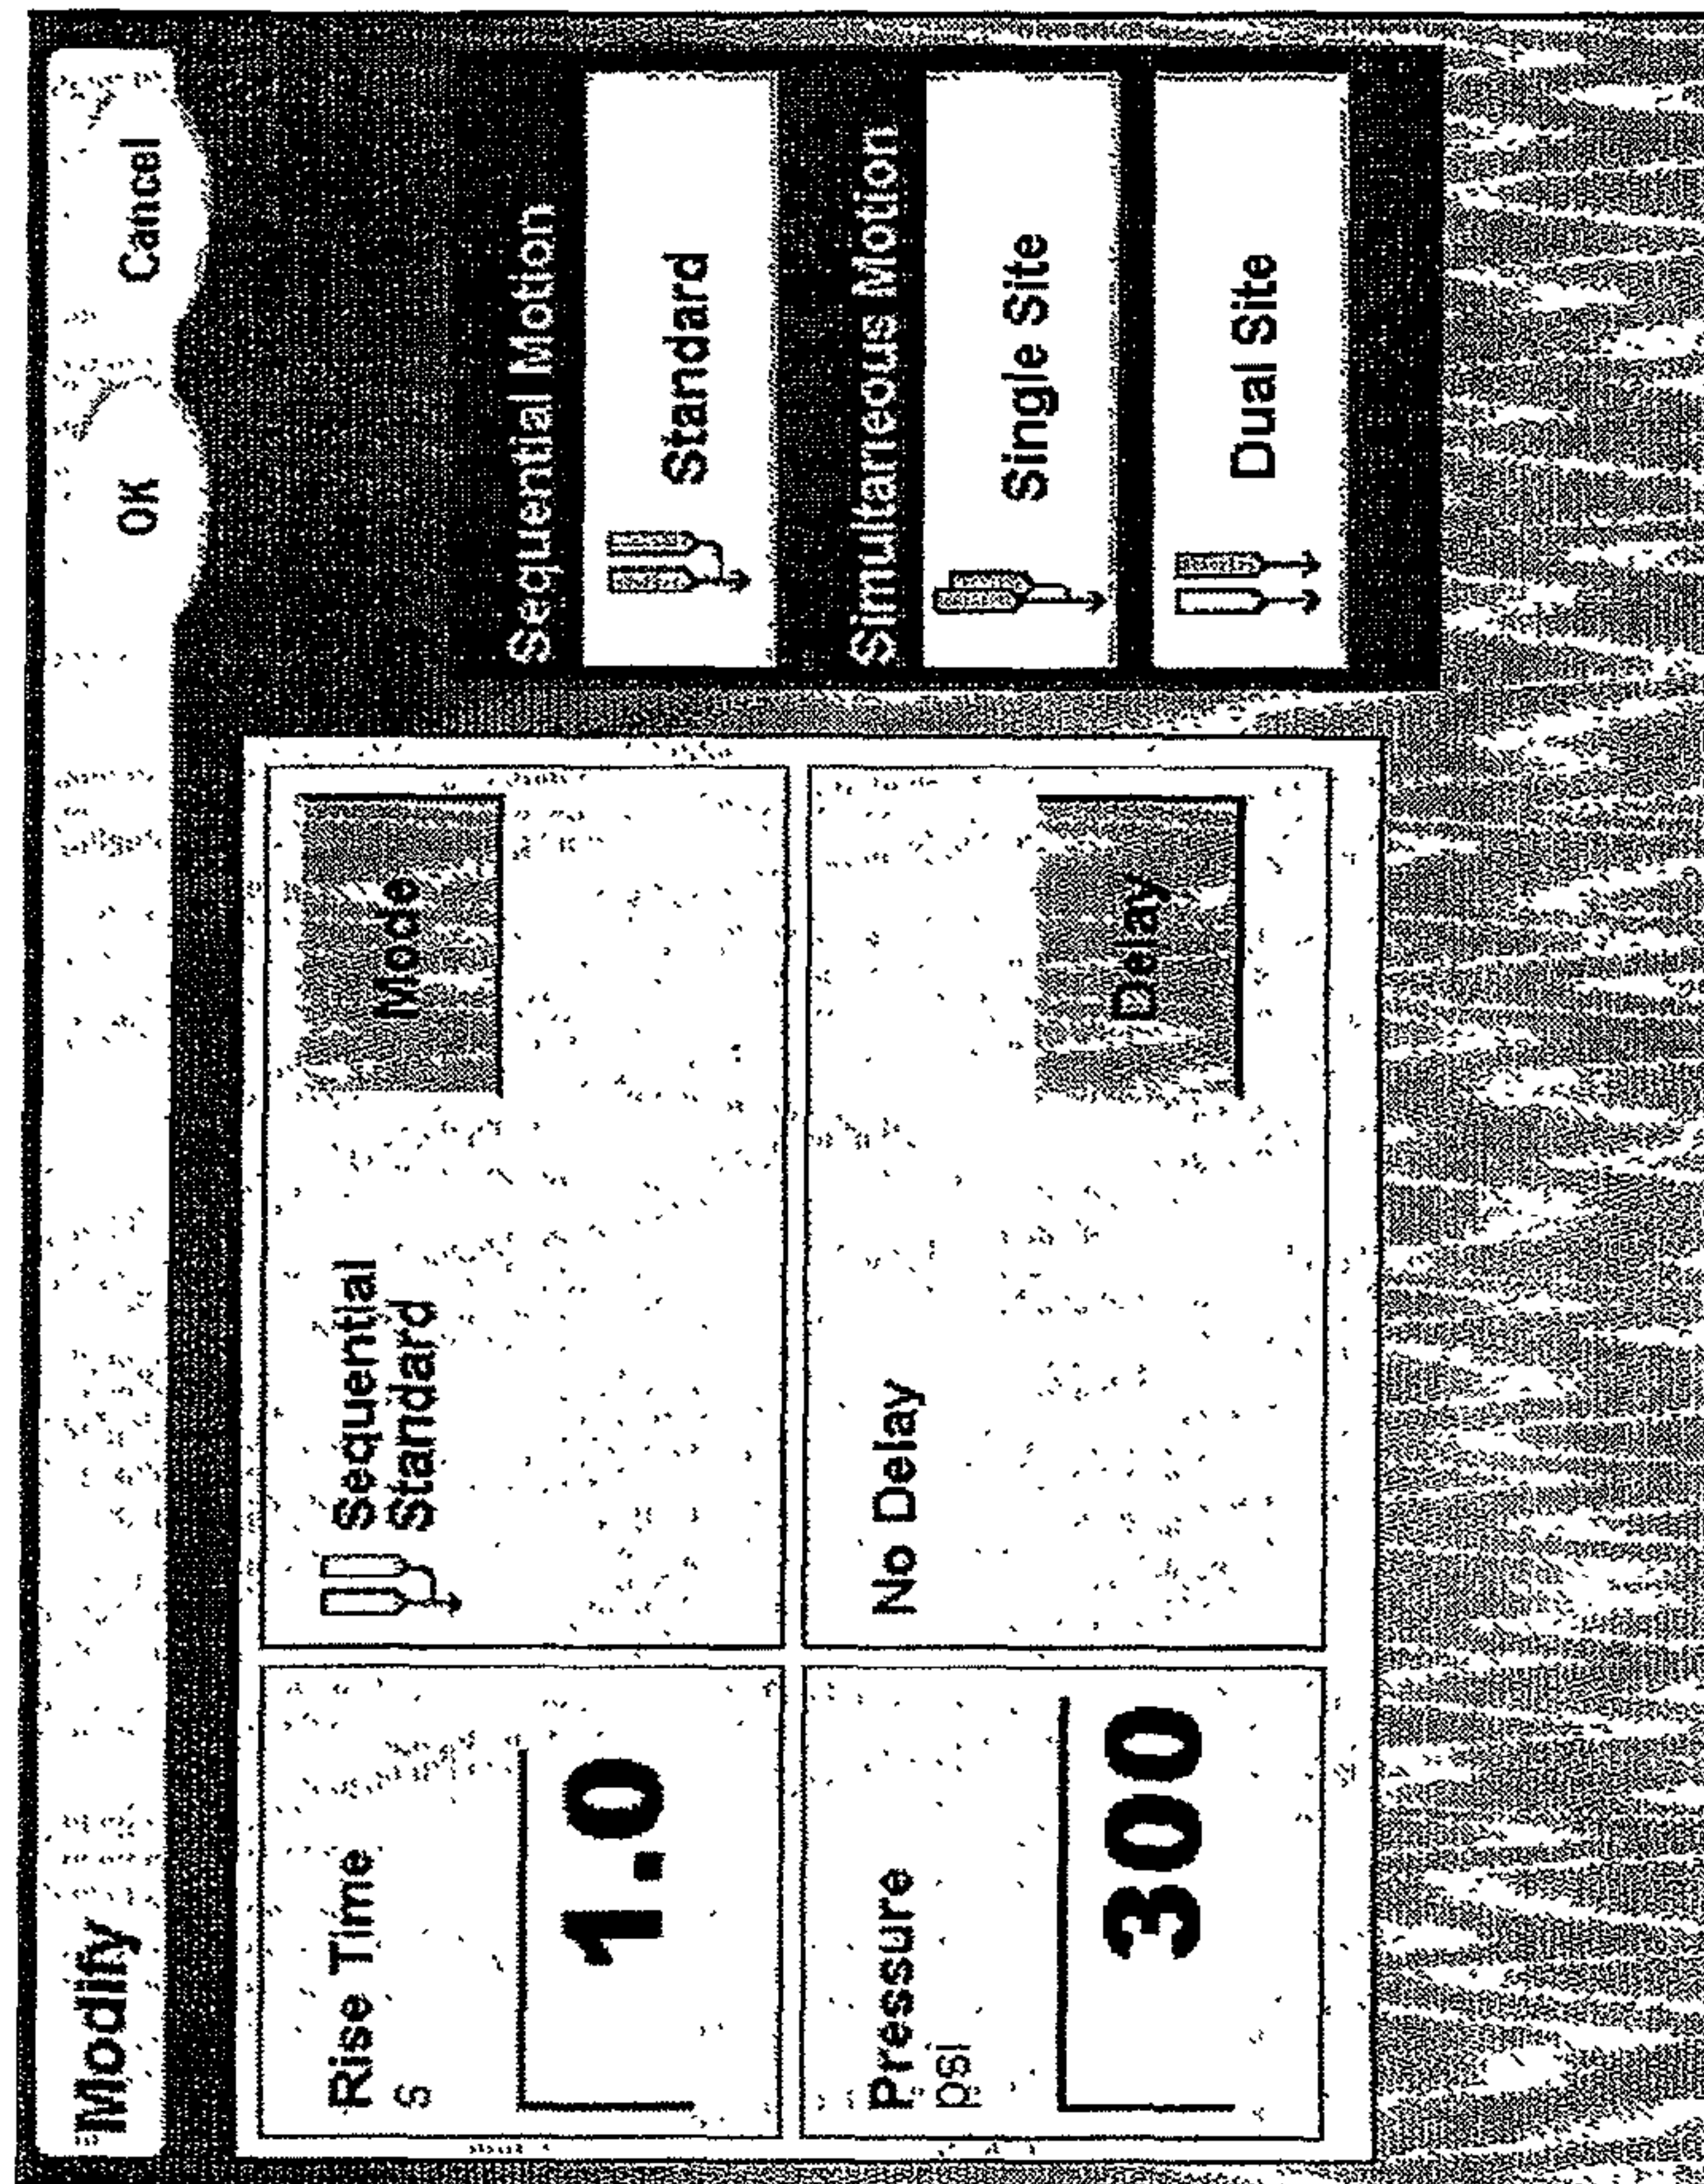 Modify
OK
Cancel
Rise Time
s
1.0
Sequential
Standard
Mode
Pressure
psi
300
No Delay
Delay
Sequential Motion
Standard
Simultaneous Motion
Single Site
Dual Site